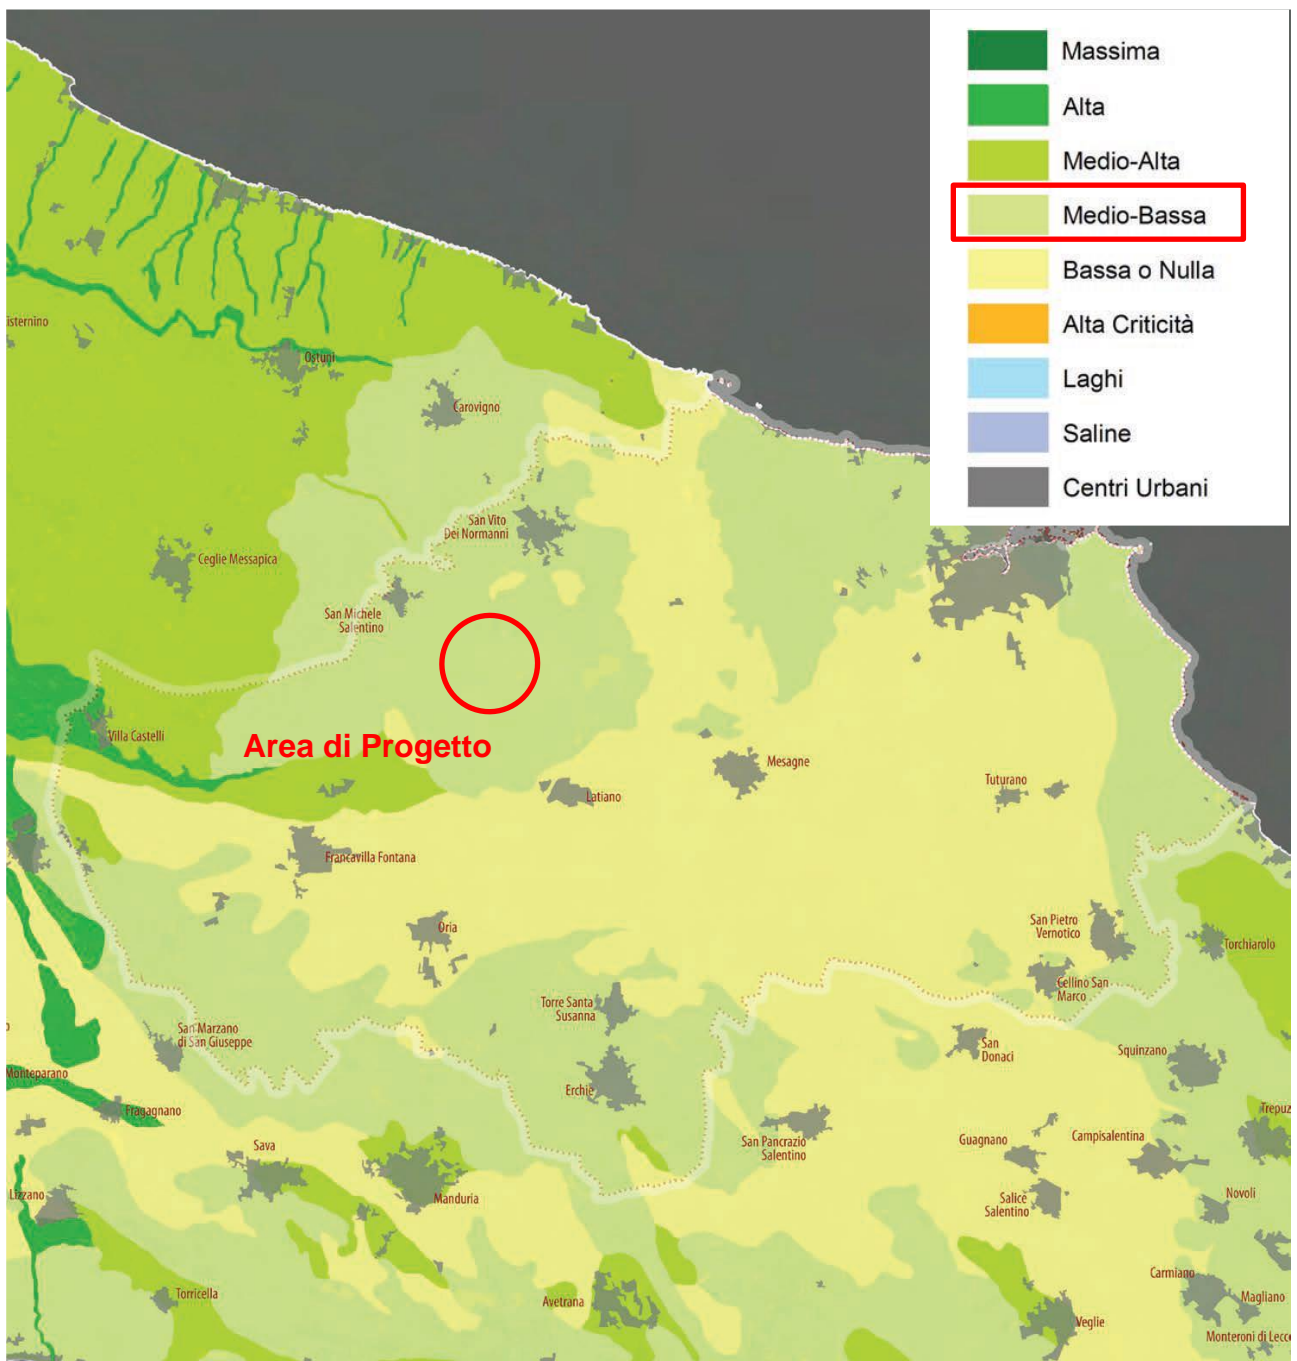 Massima
Alta
Medio-Alta
Medio-Bassa
Bassa o Nulla
Alta Criticità
Laghi
Saline
Centri Urbani
isternino
Ostuni
Carovigno
San Vito
Dei Normanni
Ceglie Messapica
San Michele
Salentino
Villa Castelli
Area di Progetto
Mesagne
Tuturano
Latiano
Francavilla Fontana
Oria
San Pietro
Vernotico
Torchiarolo
Cellino San
Marco
Torre Santa
Susanna
San Marzano
di San Giuseppe
San
Donaci
Squinzano
Monteparano
Erchie
Fragagnano
Trepuz
Sava
San Pancrazio
Salentino
Guagnano
Campisalentina
Lizzano
Manduria
Salice
Salentino
Novoli
Carmiano
Torricella
Avetrana
Magliano
Veglie
Monteroni di Lecc